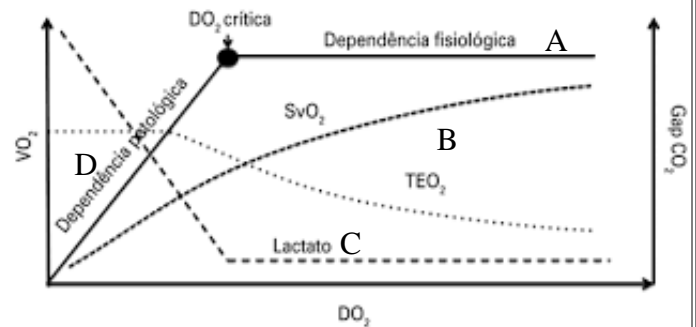 DO₂ crítica
Dependência fisiológica A
SvO₂
B
VO₂
D
Dependência patológica
TEO₂
Gap CO₂
Lactato C
DO₂